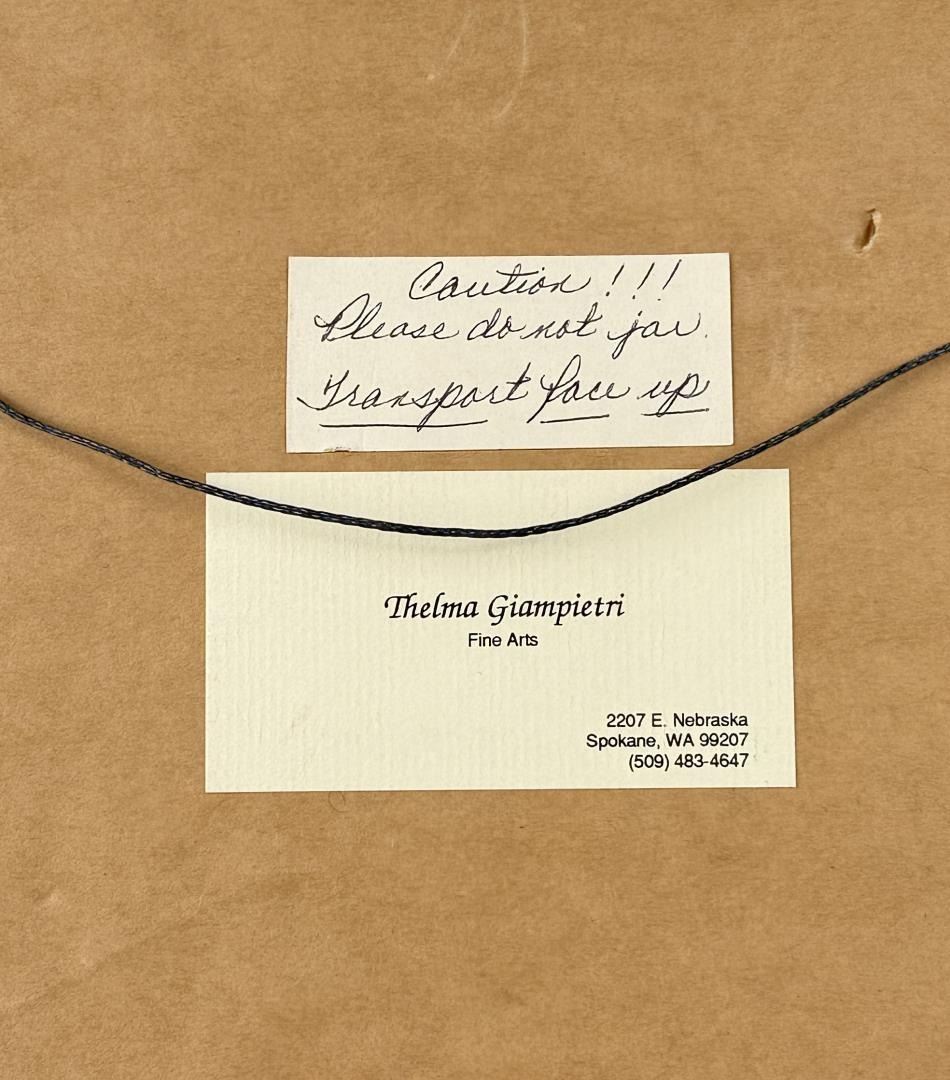 Caution!!!
Please do not jar.
Transport face up
Thelma Giampietri
Fine Arts
2207 E. Nebraska
Spokane, WA 99207
(509) 483-4647